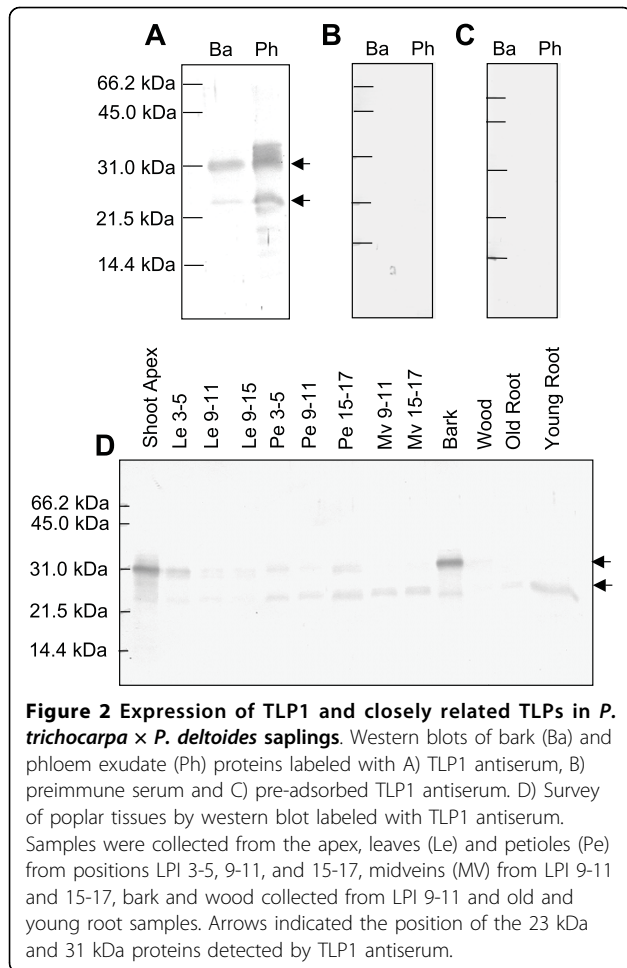 A
Ba Ph
B
Ba Ph
C
Ba Ph
66.2 kDa
45.0 kDa
31.0 kDa
21.5 kDa
14.4 kDa
D
Shoot Apex
Le 3-5
Le 9-11
Le 9-15
Pe 3-5
Pe 9-11
Pe 15-17
Mv 9-11
Mv 15-17
Bark
Wood
Old Root
Young Root
66.2 kDa
45.0 kDa
31.0 kDa
21.5 kDa
14.4 kDa
Figure 2 Expression of TLP1 and closely related TLPs in P.
trichocarpa × P. deltoides saplings. Western blots of bark (Ba) and
phloem exudate (Ph) proteins labeled with A) TLP1 antiserum, B)
preimmune serum and C) pre-adsorbed TLP1 antiserum. D) Survey
of poplar tissues by western blot labeled with TLP1 antiserum.
Samples were collected from the apex, leaves (Le) and petioles (Pe)
from positions LPI 3-5, 9-11, and 15-17, midveins (MV) from LPI 9-11
and 15-17, bark and wood collected from LPI 9-11 and old and
young root samples. Arrows indicated the position of the 23 kDa
and 31 kDa proteins detected by TLP1 antiserum.